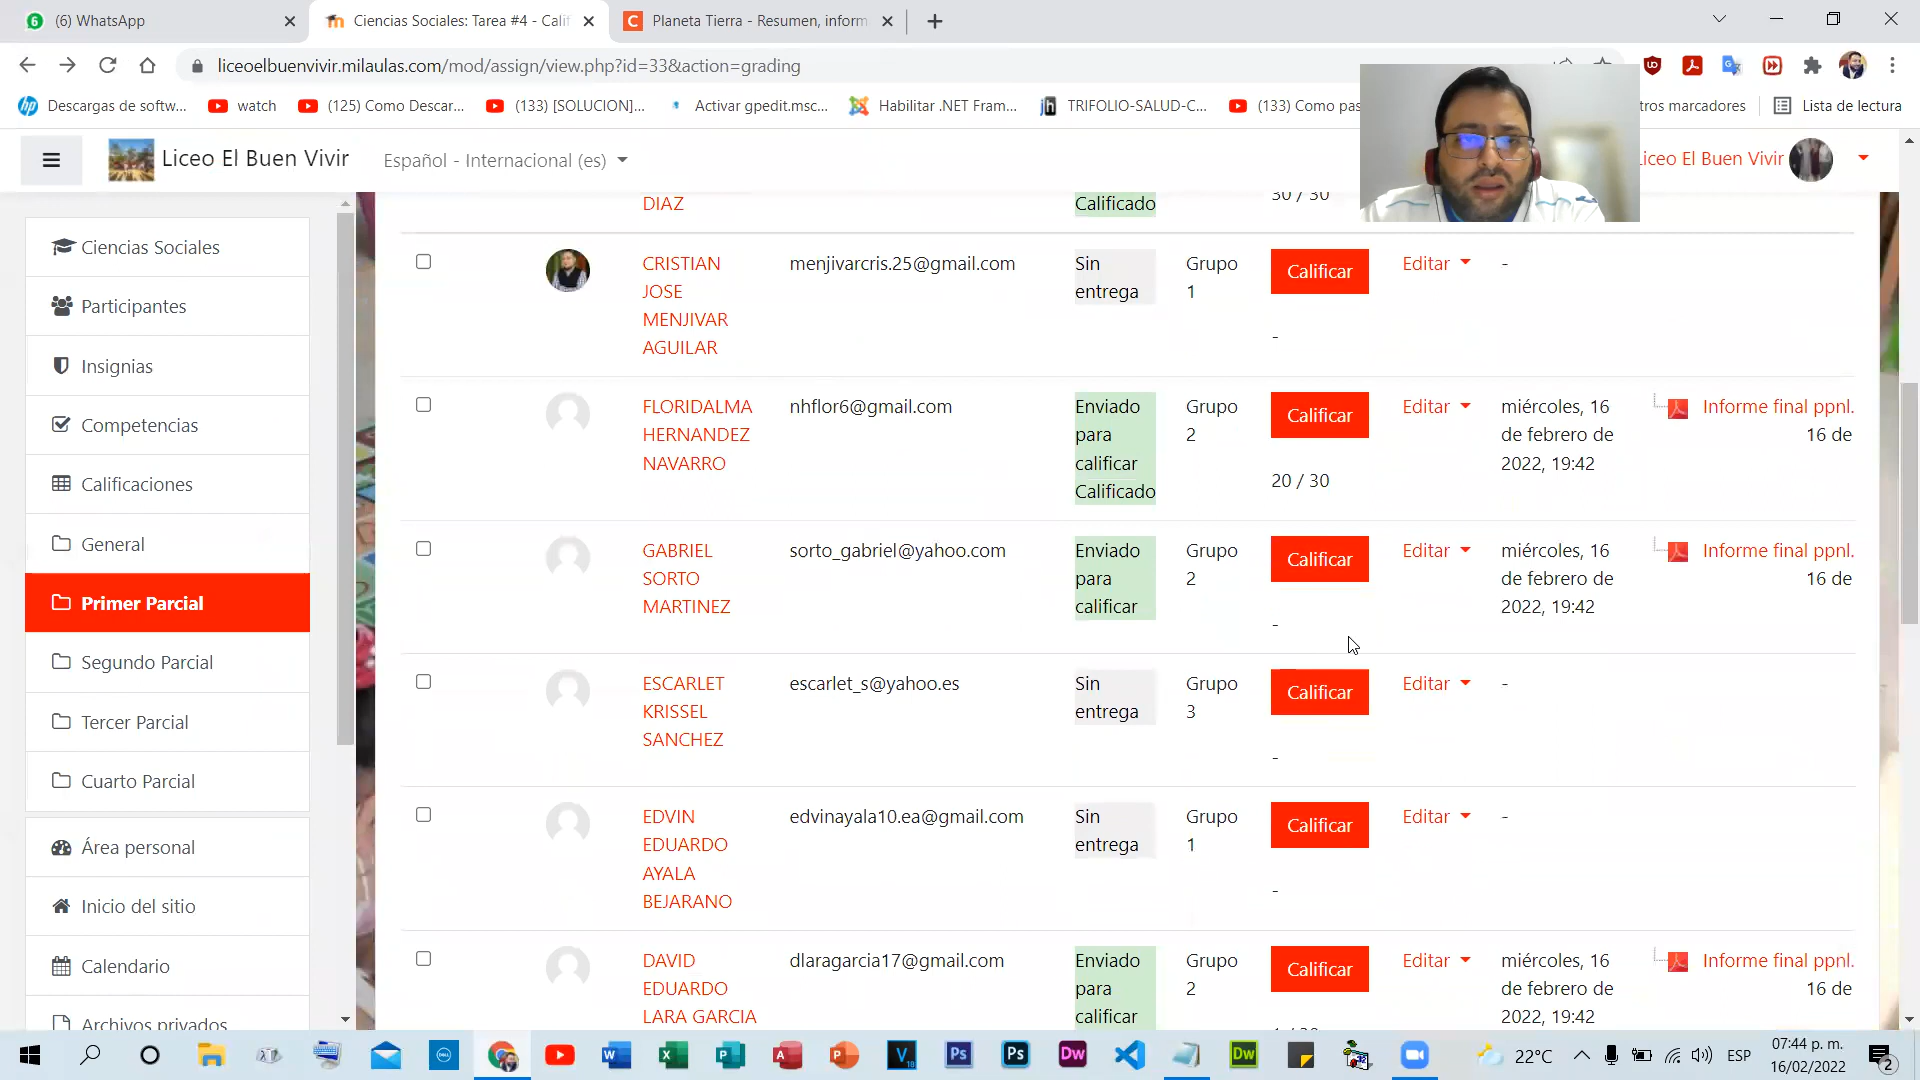 (6) WhatsApp
Ciencias Sociales: Tarea #4 - Calif
Planeta Tierra - Resumen, inform
liceoelbuenvivir.milaulas.com/mod/assign/view.php?id=33&action=grading
Descargas de softw...
watch
(125) Como Descar...
(133) [SOLUCION]...
Activar gpedit.msc...
Habilitar .NET Fram...
TRIFOLIO-SALUD-C...
(133) Como pas
tros marcadores
Lista de lectura
Liceo El Buen Vivir
Español - Internacional (es)
Liceo El Buen Vivir
Ciencias Sociales
Participantes
Insignias
Competencias
Calificaciones
General
Primer Parcial
Segundo Parcial
Tercer Parcial
Cuarto Parcial
Área personal
Inicio del sitio
Calendario
Archivos privados
DIAZ
Calificado
30 / 30
CRISTIAN
JOSE
MENJIVAR
AGUILAR
menjivarcris.25@gmail.com
Sin
entrega
Grupo
1
Calificar
-
Editar
-
FLORIDALMA
HERNANDEZ
NAVARRO
nhflor6@gmail.com
Enviado
para
calificar
Calificado
Grupo
2
Calificar
20 / 30
Editar
miércoles, 16
de febrero de
2022, 19:42
Informe final ppnl.
16 de
GABRIEL
SORTO
MARTINEZ
sorto_gabriel@yahoo.com
Enviado
para
calificar
Grupo
2
Calificar
-
Editar
miércoles, 16
de febrero de
2022, 19:42
Informe final ppnl.
16 de
ESCARLET
KRISSEL
SANCHEZ
escarlet_s@yahoo.es
Sin
entrega
Grupo
3
Calificar
-
Editar
-
EDVIN
EDUARDO
AYALA
BEJARANO
edvinayala10.ea@gmail.com
Sin
entrega
Grupo
1
Calificar
-
Editar
-
DAVID
EDUARDO
LARA GARCIA
dlaragarcia17@gmail.com
Enviado
para
calificar
Grupo
2
Calificar
Editar
miércoles, 16
de febrero de
2022, 19:42
Informe final ppnl.
16 de
22°C
ESP
07:44 p. m.
16/02/2022
2